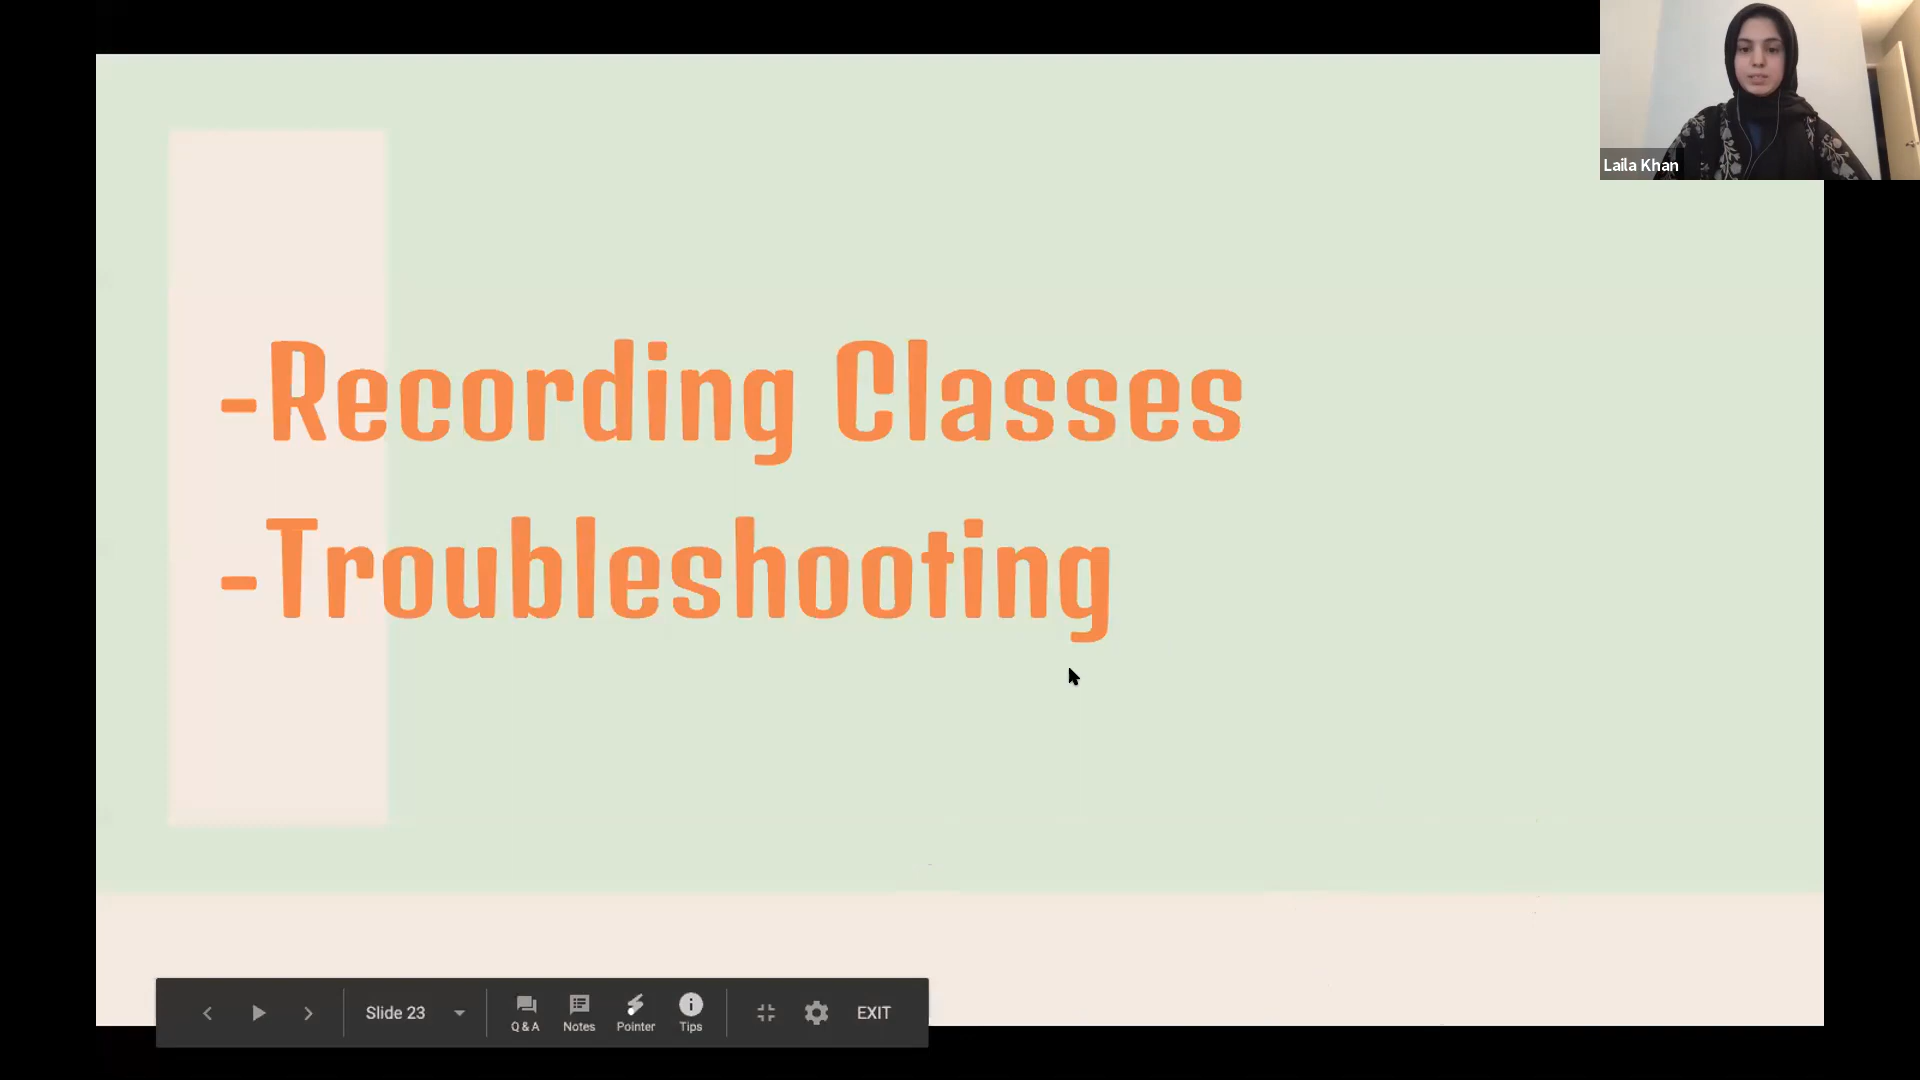 Laila Khan
-Recording Classes
-Troubleshooting
Slide 23
Q & A
Notes
Pointer
Tips
EXIT